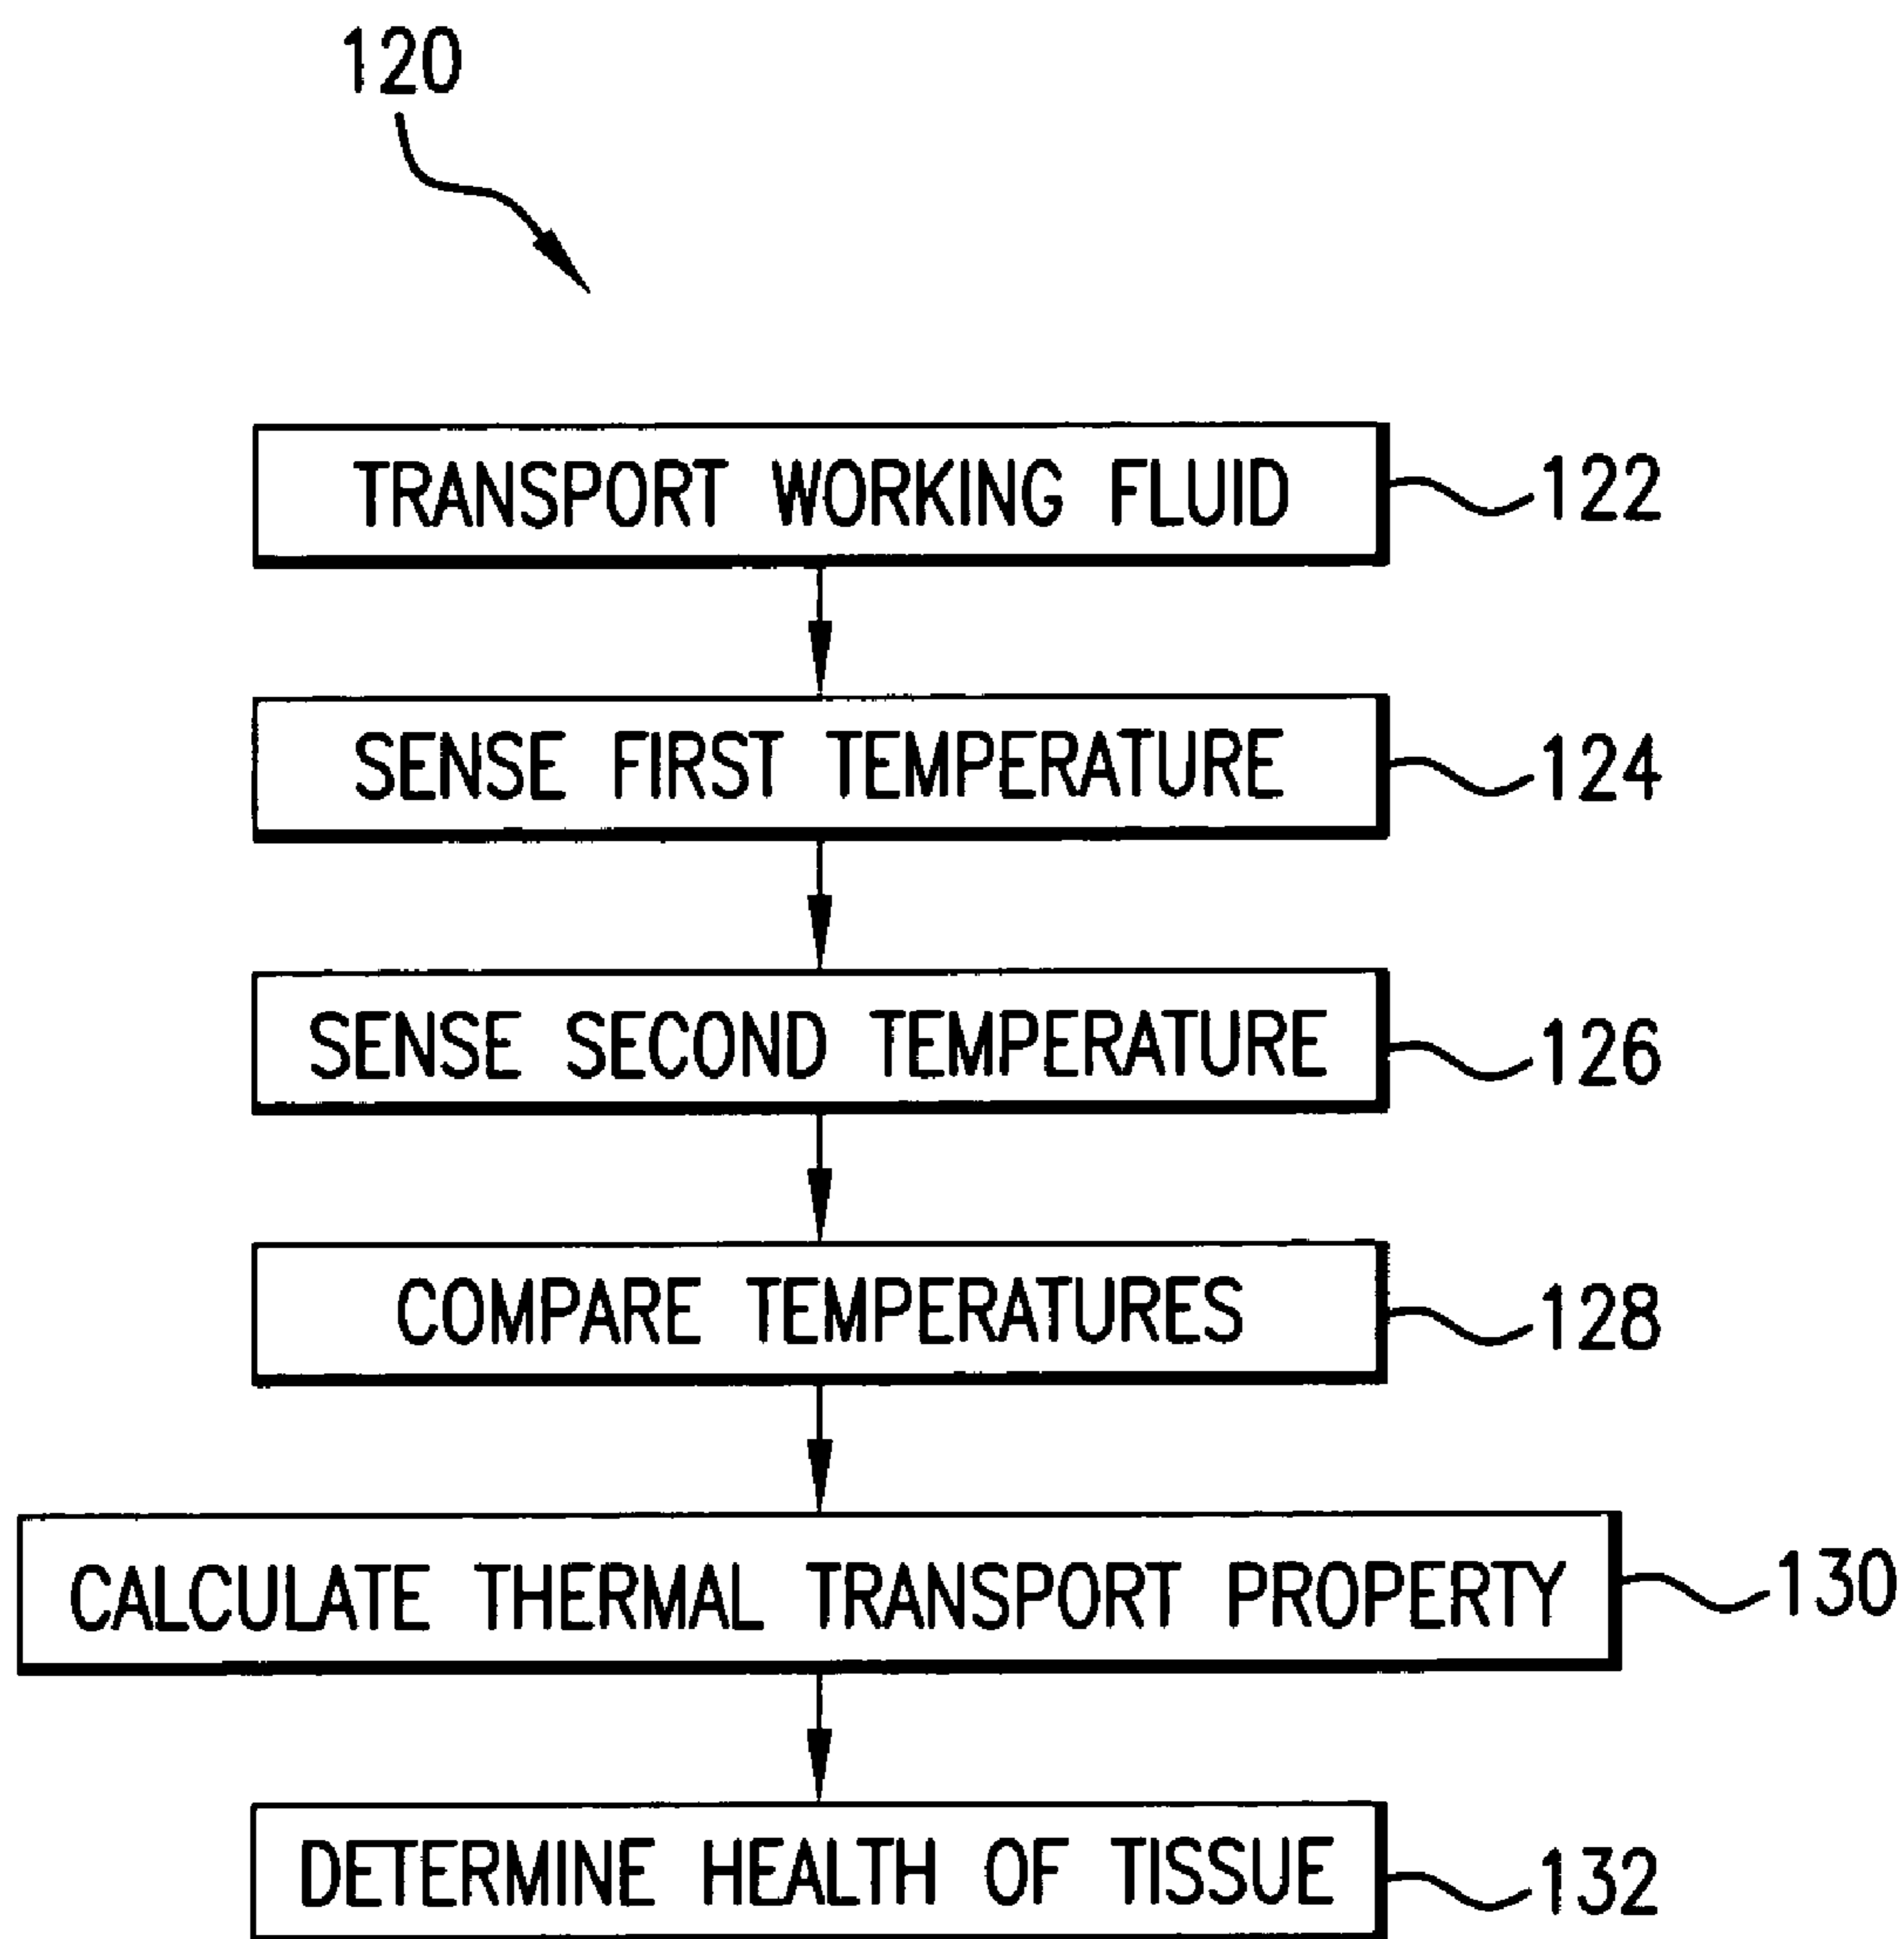 120
TRANSPORT WORKING FLUID 122
SENSE FIRST TEMPERATURE 124
SENSE SECOND TEMPERATURE 126
COMPARE TEMPERATURES 128
CALCULATE THERMAL TRANSPORT PROPERTY 130
DETERMINE HEALTH OF TISSUE 132